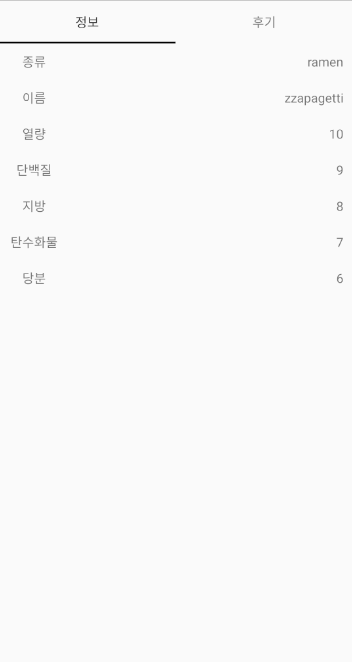 정보 후기
종류 ramen
이름 zzapagetti
열량 10
단백질 9
지방 8
탄수화물 7
당분 6